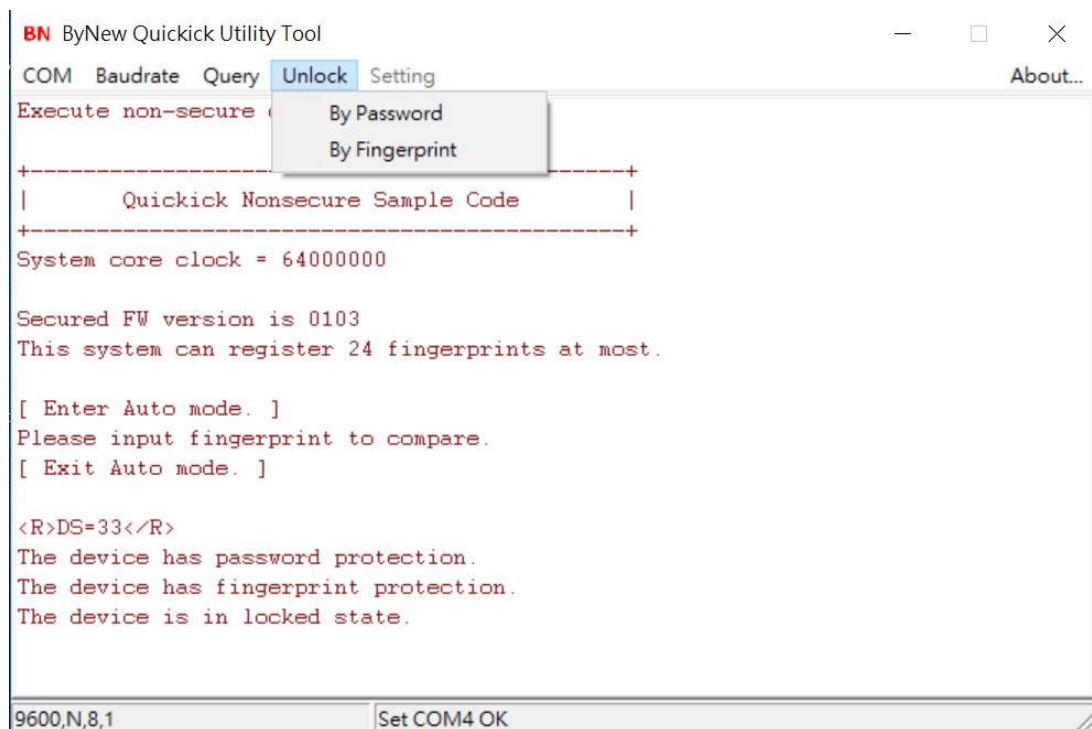 BN ByNew Quickick Utility Tool
COM Baudrate Query Unlock Setting About...
By Password
By Fingerprint
Execute non-secure
+----------------------------------------------+
| Quickick Nonsecure Sample Code |
+----------------------------------------------+
System core clock = 64000000
Secured FW version is 0103
This system can register 24 fingerprints at most.
[ Enter Auto mode. ]
Please input fingerprint to compare.
[ Exit Auto mode. ]
<R>DS=33</R>
The device has password protection.
The device has fingerprint protection.
The device is in locked state.
9600,N,8,1 Set COM4 OK